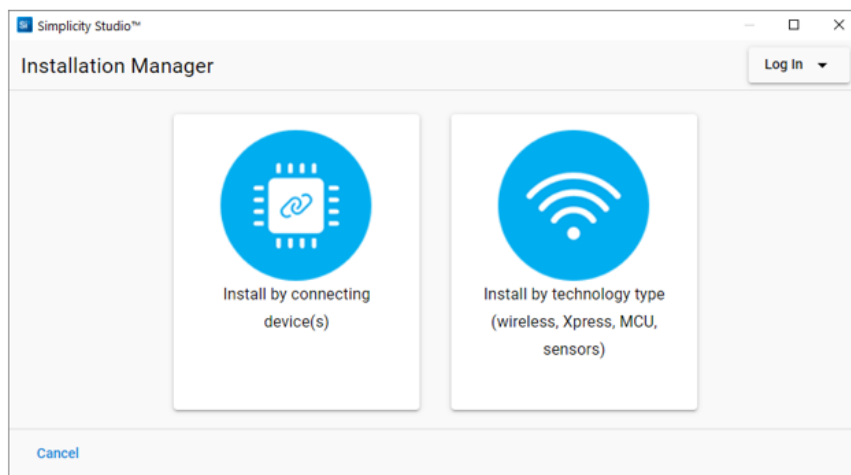 Simplicity Studio™
Installation Manager
Log In
Install by connecting
device(s)
Install by technology type
(wireless, Xpress, MCU,
sensors)
Cancel